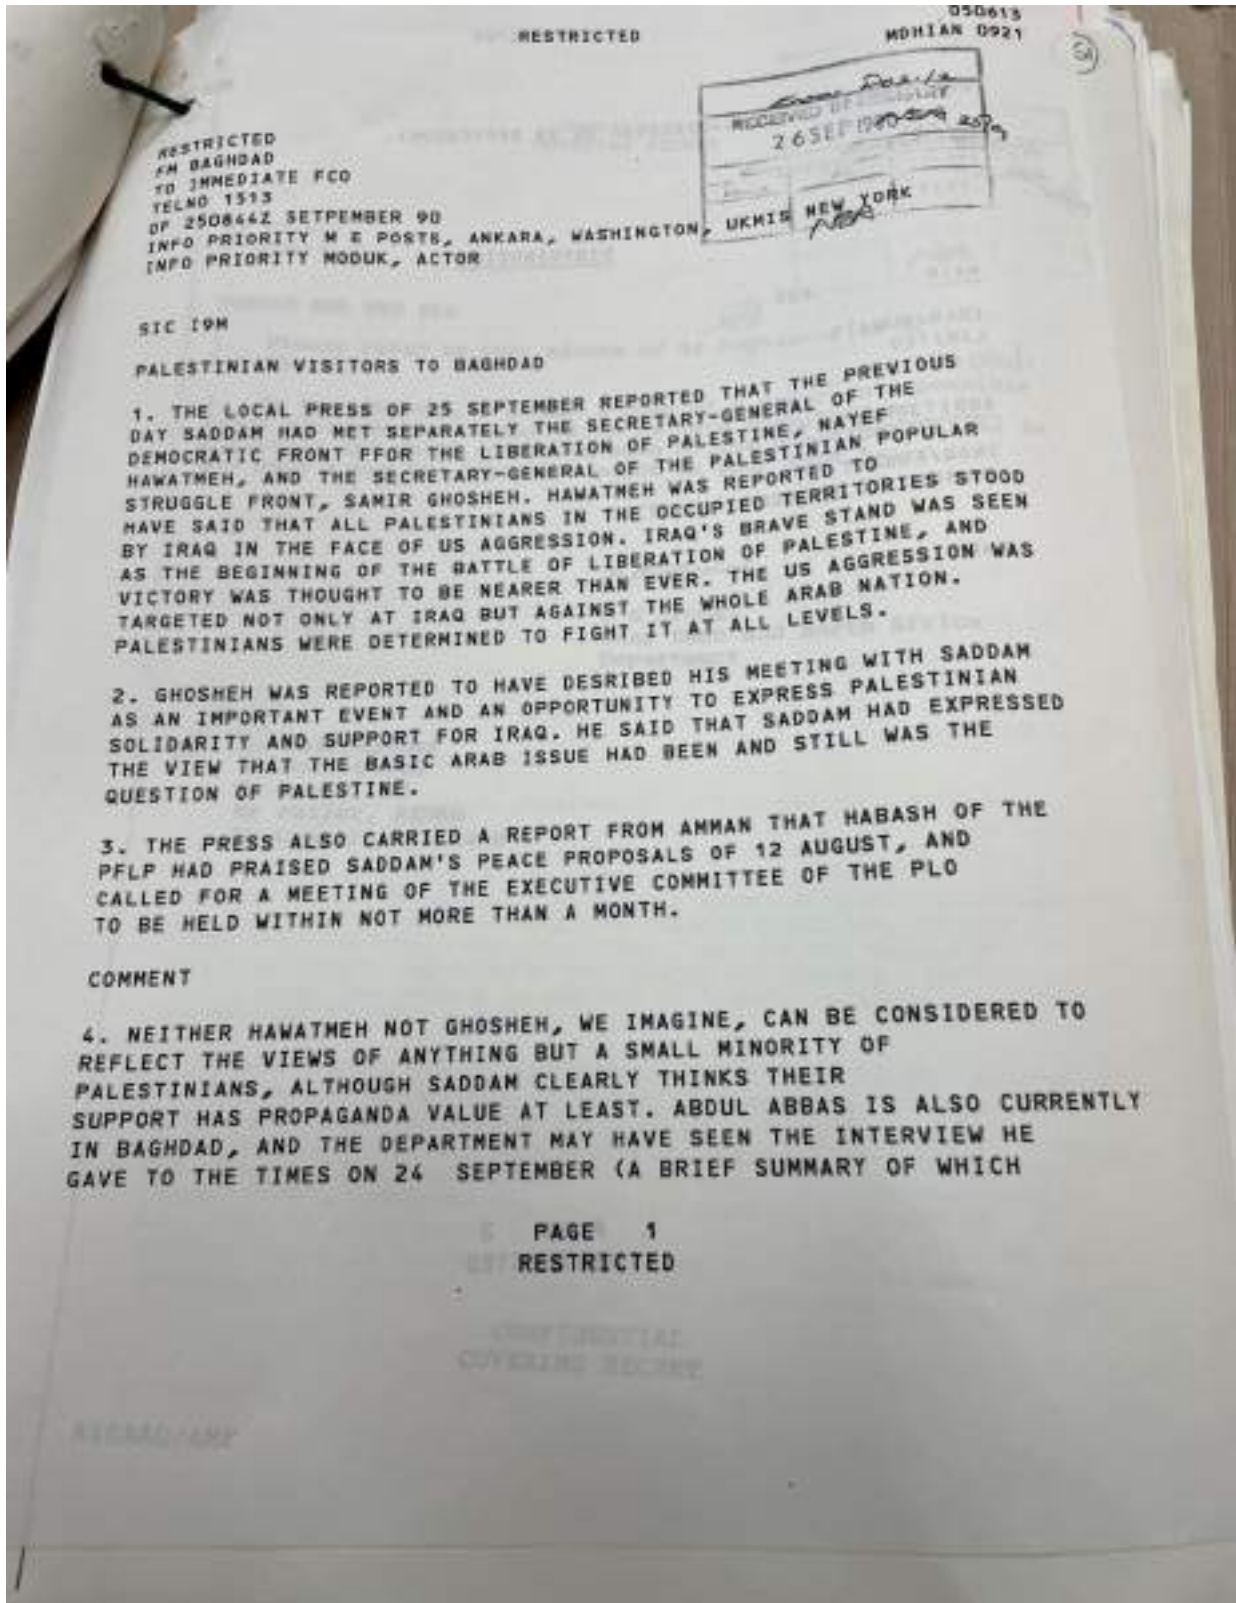 050613
MDHIAN 0921
RESTRICTED
RECEIVED IN REGISTRY
26 SEP 1990
RESTRICTED
FM BAGHDAD
TO IMMEDIATE FCO
TELNO 1513
OF 250844Z SETPEMBER 90
INFO PRIORITY M E POSTS, ANKARA, WASHINGTON, UKMIS NEW YORK
INFO PRIORITY MODUK, ACTOR
SIC I9M
PALESTINIAN VISITORS TO BAGHDAD
1. THE LOCAL PRESS OF 25 SEPTEMBER REPORTED THAT THE PREVIOUS
DAY SADDAM HAD MET SEPARATELY THE SECRETARY-GENERAL OF THE
DEMOCRATIC FRONT FFOR THE LIBERATION OF PALESTINE, NAYEF
HAWATMEH, AND THE SECRETARY-GENERAL OF THE PALESTINIAN POPULAR
STRUGGLE FRONT, SAMIR GHOSHEH. HAWATMEH WAS REPORTED TO
HAVE SAID THAT ALL PALESTINIANS IN THE OCCUPIED TERRITORIES STOOD
BY IRAQ IN THE FACE OF US AGGRESSION. IRAQ'S BRAVE STAND WAS SEEN
AS THE BEGINNING OF THE BATTLE OF LIBERATION OF PALESTINE, AND
VICTORY WAS THOUGHT TO BE NEARER THAN EVER. THE US AGGRESSION WAS
TARGETED NOT ONLY AT IRAQ BUT AGAINST THE WHOLE ARAB NATION.
PALESTINIANS WERE DETERMINED TO FIGHT IT AT ALL LEVELS.
2. GHOSHEH WAS REPORTED TO HAVE DESRIBED HIS MEETING WITH SADDAM
AS AN IMPORTANT EVENT AND AN OPPORTUNITY TO EXPRESS PALESTINIAN
SOLIDARITY AND SUPPORT FOR IRAQ. HE SAID THAT SADDAM HAD EXPRESSED
THE VIEW THAT THE BASIC ARAB ISSUE HAD BEEN AND STILL WAS THE
QUESTION OF PALESTINE.
3. THE PRESS ALSO CARRIED A REPORT FROM AMMAN THAT HABASH OF THE
PFLP HAD PRAISED SADDAM'S PEACE PROPOSALS OF 12 AUGUST, AND
CALLED FOR A MEETING OF THE EXECUTIVE COMMITTEE OF THE PLO
TO BE HELD WITHIN NOT MORE THAN A MONTH.
COMMENT
4. NEITHER HAWATMEH NOT GHOSHEH, WE IMAGINE, CAN BE CONSIDERED TO
REFLECT THE VIEWS OF ANYTHING BUT A SMALL MINORITY OF
PALESTINIANS, ALTHOUGH SADDAM CLEARLY THINKS THEIR
SUPPORT HAS PROPAGANDA VALUE AT LEAST. ABDUL ABBAS IS ALSO CURRENTLY
IN BAGHDAD, AND THE DEPARTMENT MAY HAVE SEEN THE INTERVIEW HE
GAVE TO THE TIMES ON 24 SEPTEMBER (A BRIEF SUMMARY OF WHICH
PAGE 1
RESTRICTED
CONFIDENTIAL
COVERING SECRET